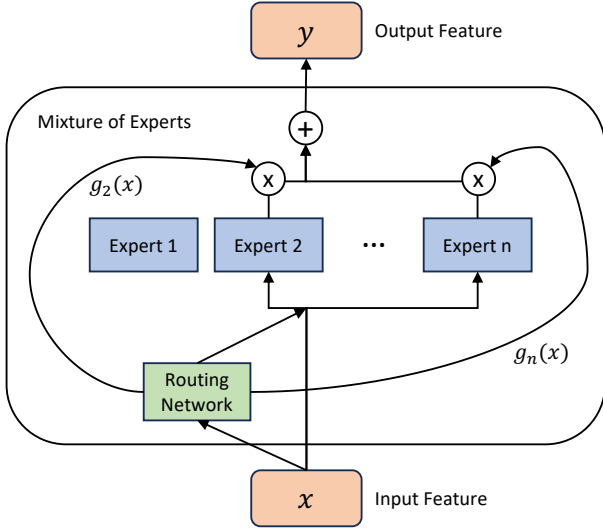 y
Output Feature
Mixture of Experts
+
x
x
g₂(x)
Expert 1
Expert 2
...
Expert n
gₙ(x)
Routing
Network
x
Input Feature